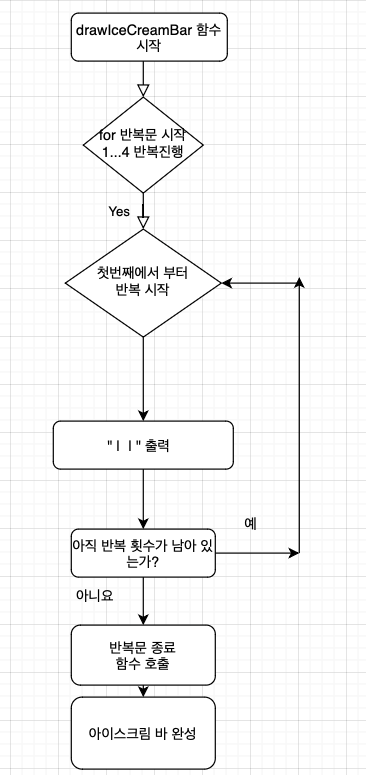 drawIceCreamBar 함수
시작
for 반복문 시작
1...4 반복진행
Yes
첫번째에서 부터
반복 시작
" | | " 출력
예
아직 반복 횟수가 남아 있
는가?
아니요
반복문 종료
함수 호출
아이스크림 바 완성